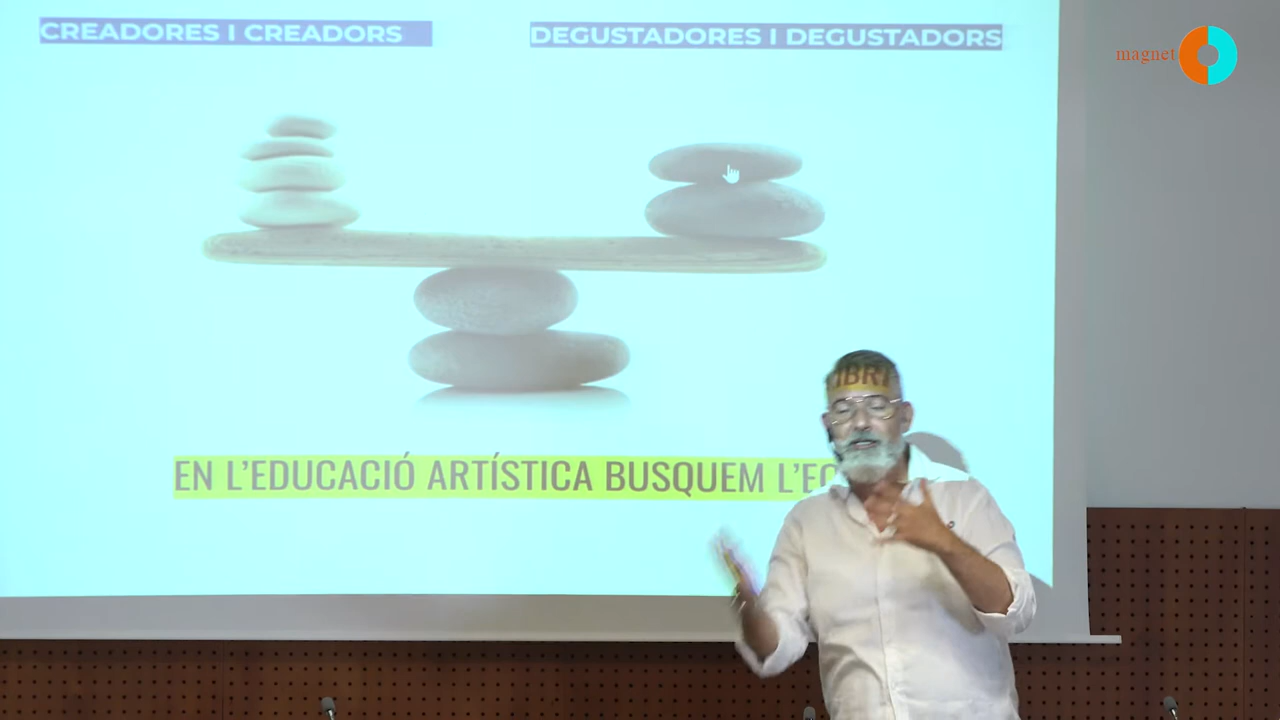 CREADORES I CREADORS
DEGUSTADORES I DEGUSTADORS
magnet
EN L'EDUCACIÓ ARTÍSTICA BUSQUEM